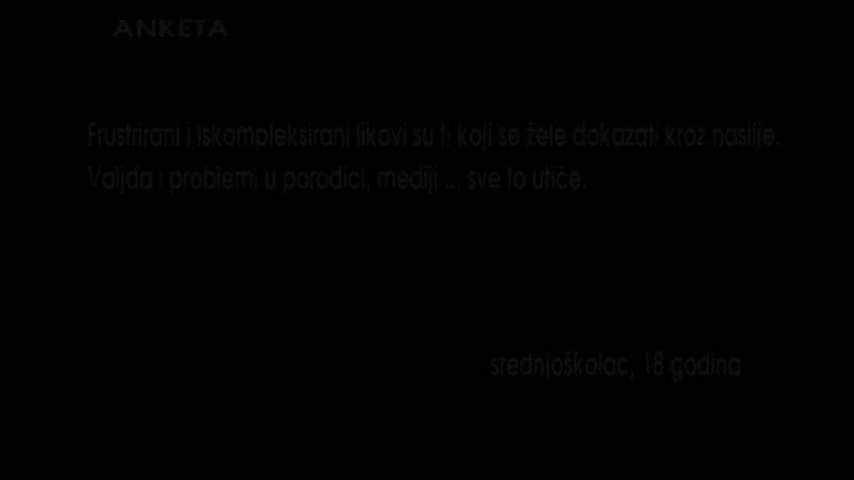 ANKETA
Frustrirani i iskompleksirani likovi su ti koji se žele dokazati kroz nasilje.
Valjda i problemi u porodici, mediji ... sve to utiče.
srednjoškolac, 18 godina